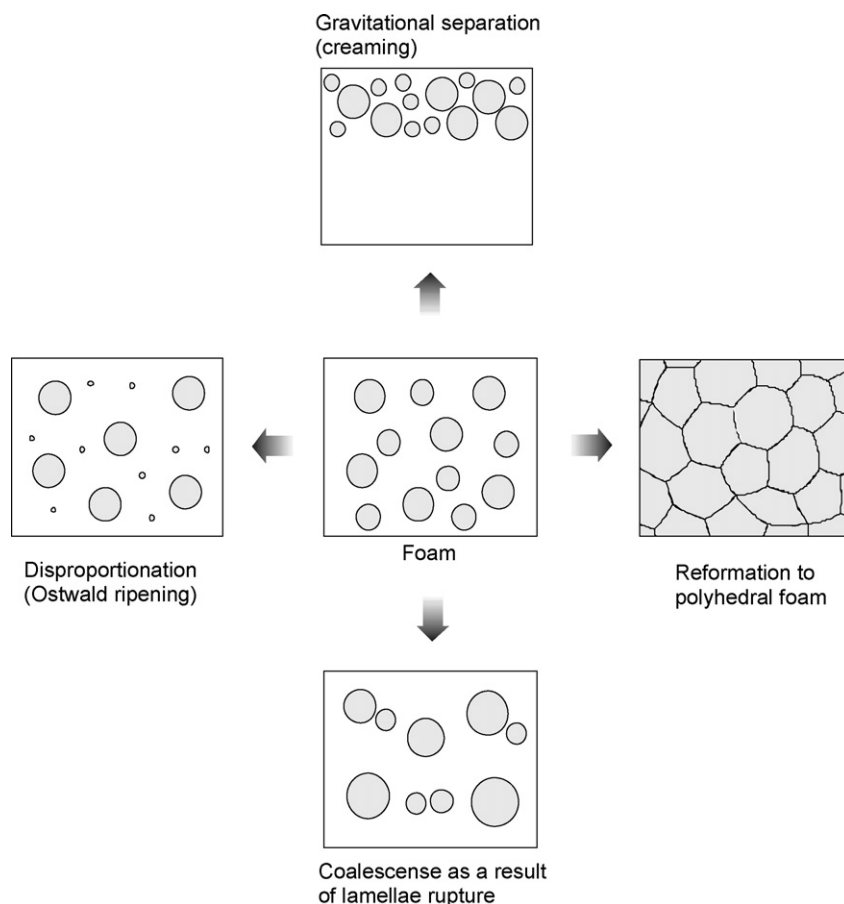 Gravitational separation
(creaming)
Disproportionation
(Ostwald ripening)
Foam
Reformation to
polyhedral foam
Coalescense as a result
of lamellae rupture